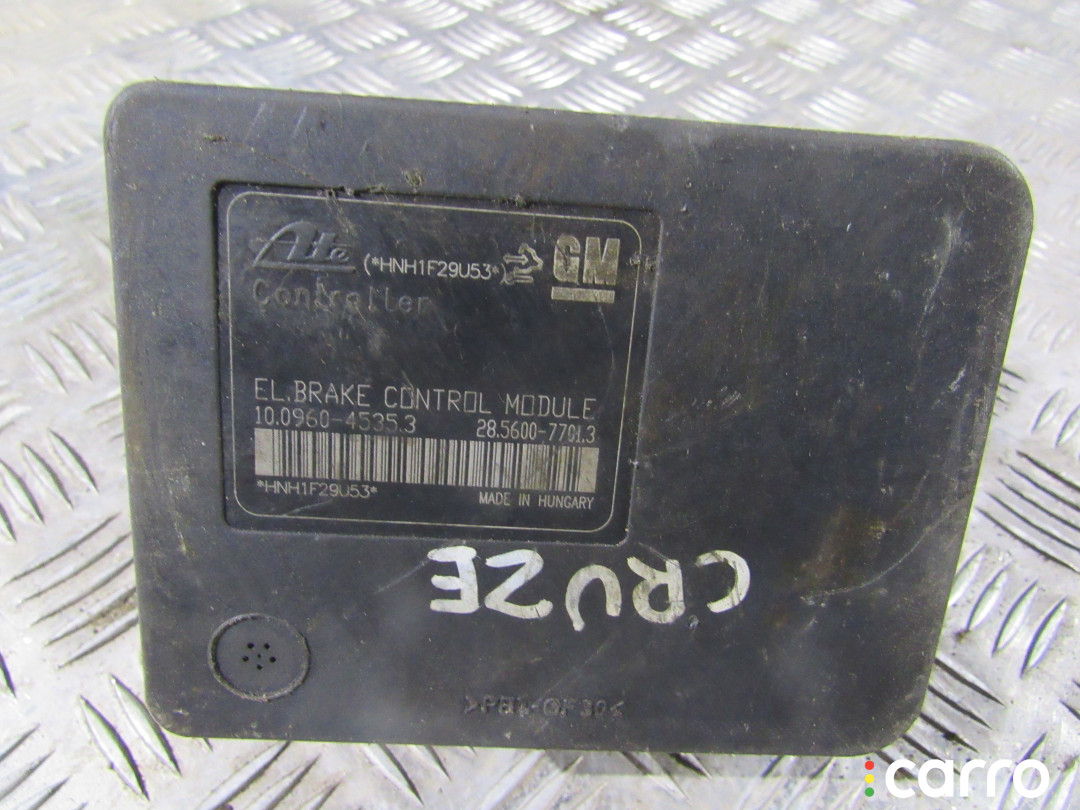 Ate (*HNH1F29U53*) GM
Controller
EL.BRAKE CONTROL MODULE
10.0960-4535.3 28.5600-7701.3
*HNH1F29U53* MADE IN HUNGARY
CRUZE
carro